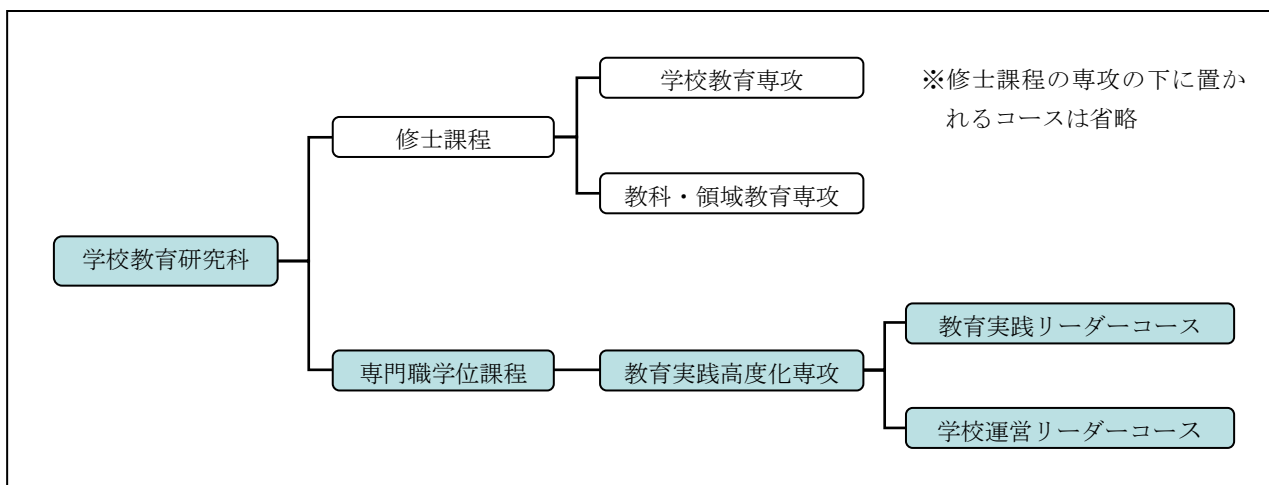 学校教育専攻
※修士課程の専攻の下に置か
れるコースは省略
修士課程
教科・領域教育専攻
学校教育研究科
教育実践リーダーコース
専門職学位課程
教育実践高度化専攻
学校運営リーダーコース